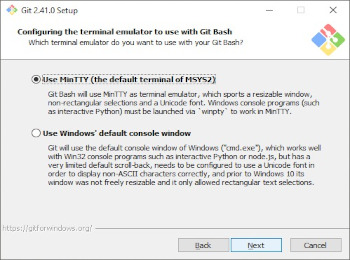 Git 2.41.0 Setup
Configuring the terminal emulator to use with Git Bash
Which terminal emulator do you want to use with your Git Bash?
Use MinTTY (the default terminal of MSYS2)
Git Bash will use MinTTY as terminal emulator, which sports a resizable window,
non-rectangular selections and a Unicode font. Windows console programs (such
as interactive Python) must be launched via `winpty` to work in MinTTY.
Use Windows' default console window
Git will use the default console window of Windows ("cmd.exe"), which works well
with Win32 console programs such as interactive Python or node.js, but has a
very limited default scroll-back, needs to be configured to use a Unicode font in
order to display non-ASCII characters correctly, and prior to Windows 10 its
window was not freely resizable and it only allowed rectangular text selections.
https://gitforwindows.org/
Back
Next
Cancel